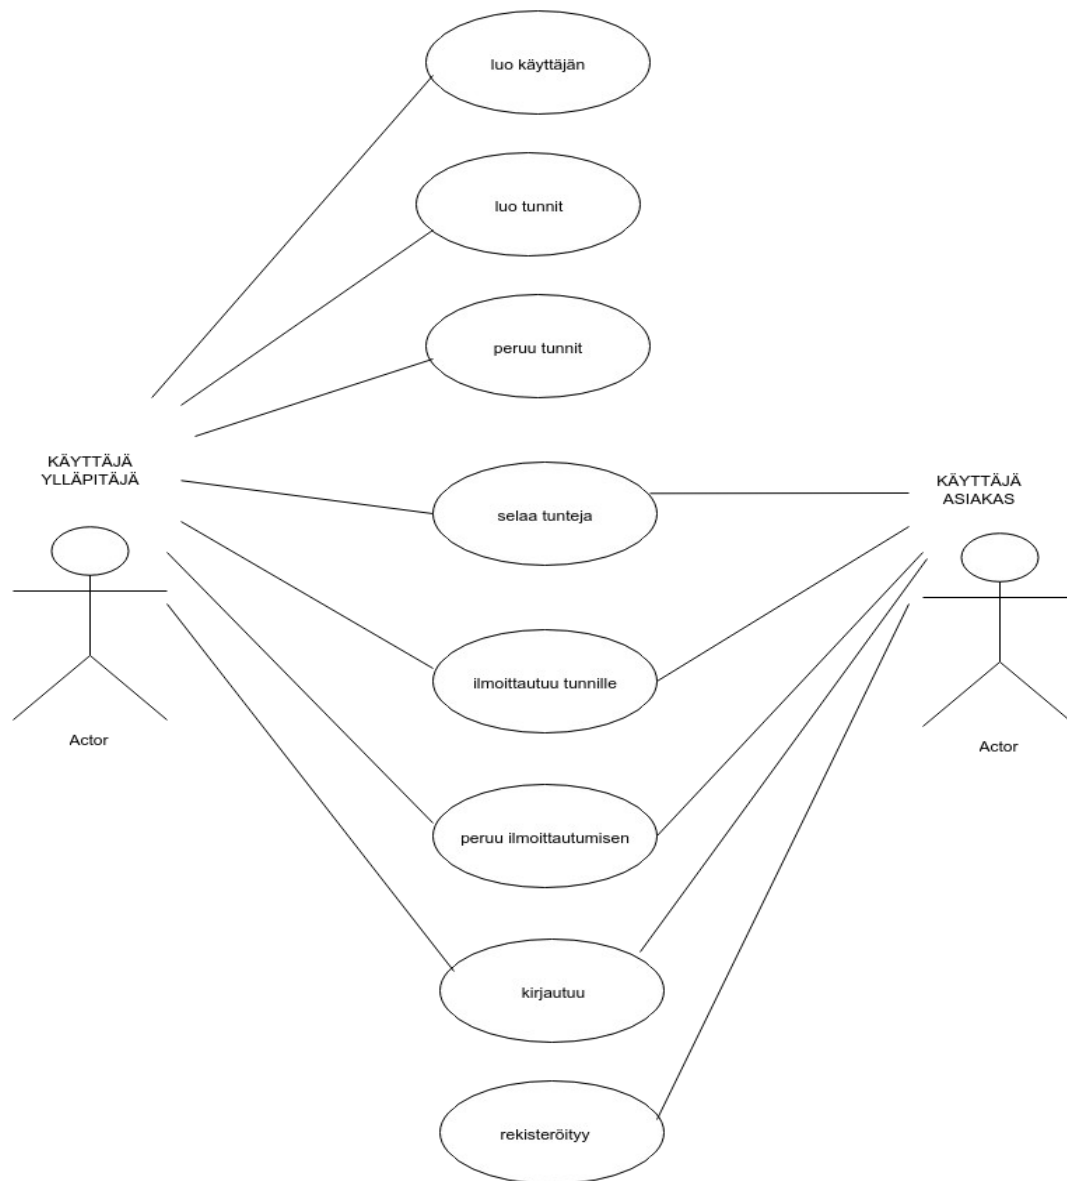 luo käyttäjän
luo tunnit
peruu tunnit
KÄYTTÄJÄ
YLLÄPITÄJÄ
selaa tunteja
KÄYTTÄJÄ
ASIAKAS
ilmoittautuu tunnille
Actor
Actor
peruu ilmoittautumisen
kirjautuu
rekisteröityy